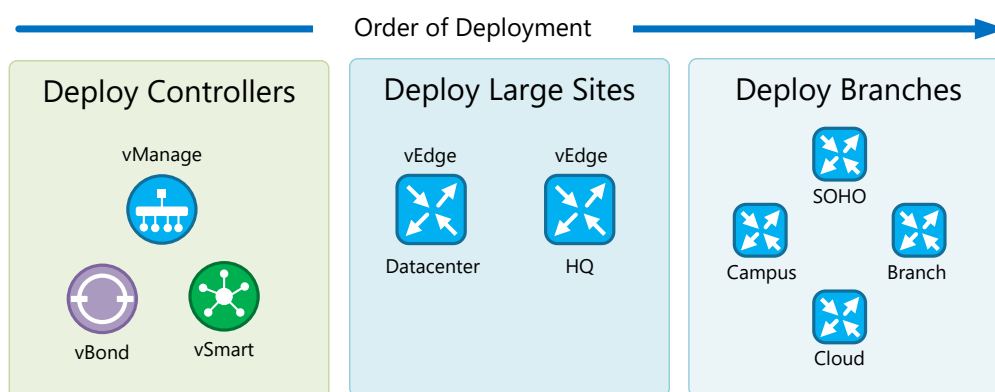 Order of Deployment
Deploy Controllers
vManage
vBond
vSmart
Deploy Large Sites
vEdge
vEdge
Datacenter
HQ
Deploy Branches
SOHO
Campus
Branch
Cloud